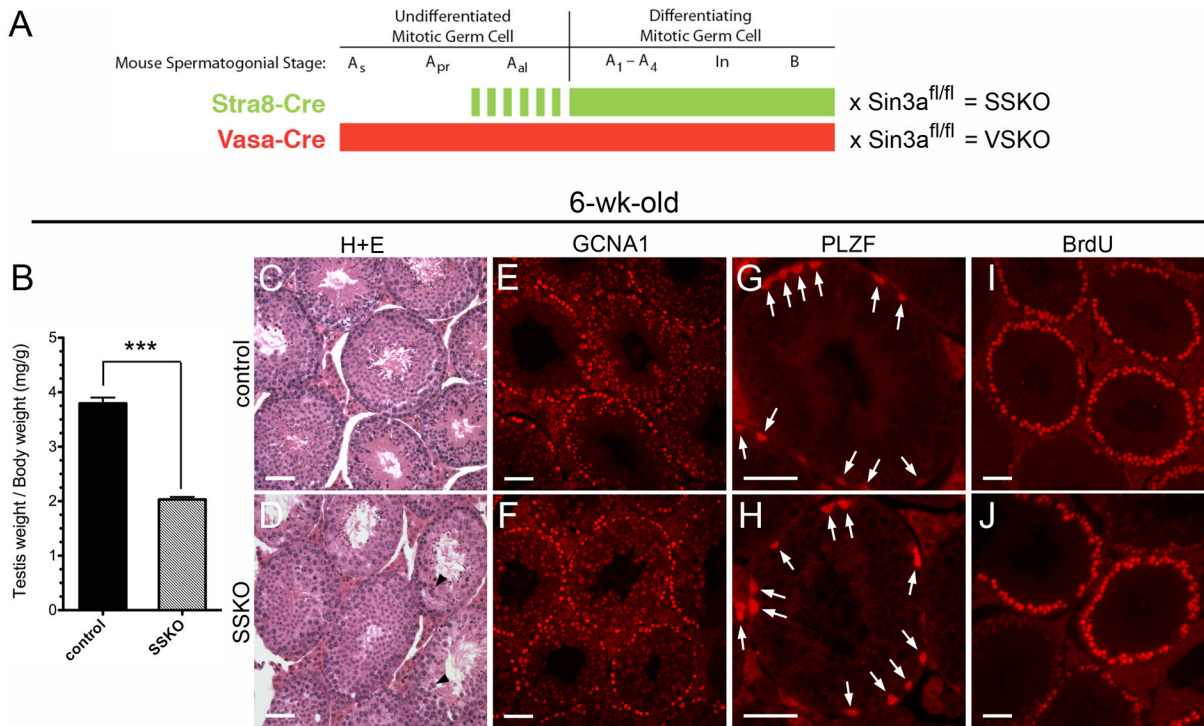 A
Undifferentiated
Mitotic Germ Cell
Differentiating
Mitotic Germ Cell
Mouse Spermatogonial Stage: As Apr Aal A1 – A4 In B
Stra8-Cre x Sin3afl/fl = SSKO
Vasa-Cre x Sin3afl/fl = VSKO
6-wk-old
H+E GCNA1 PLZF BrdU
B
Testis weight / Body weight (mg/g)
5
4
3
2
1
0
***
control SSKO
control
C E G I
SSKO
D F H J